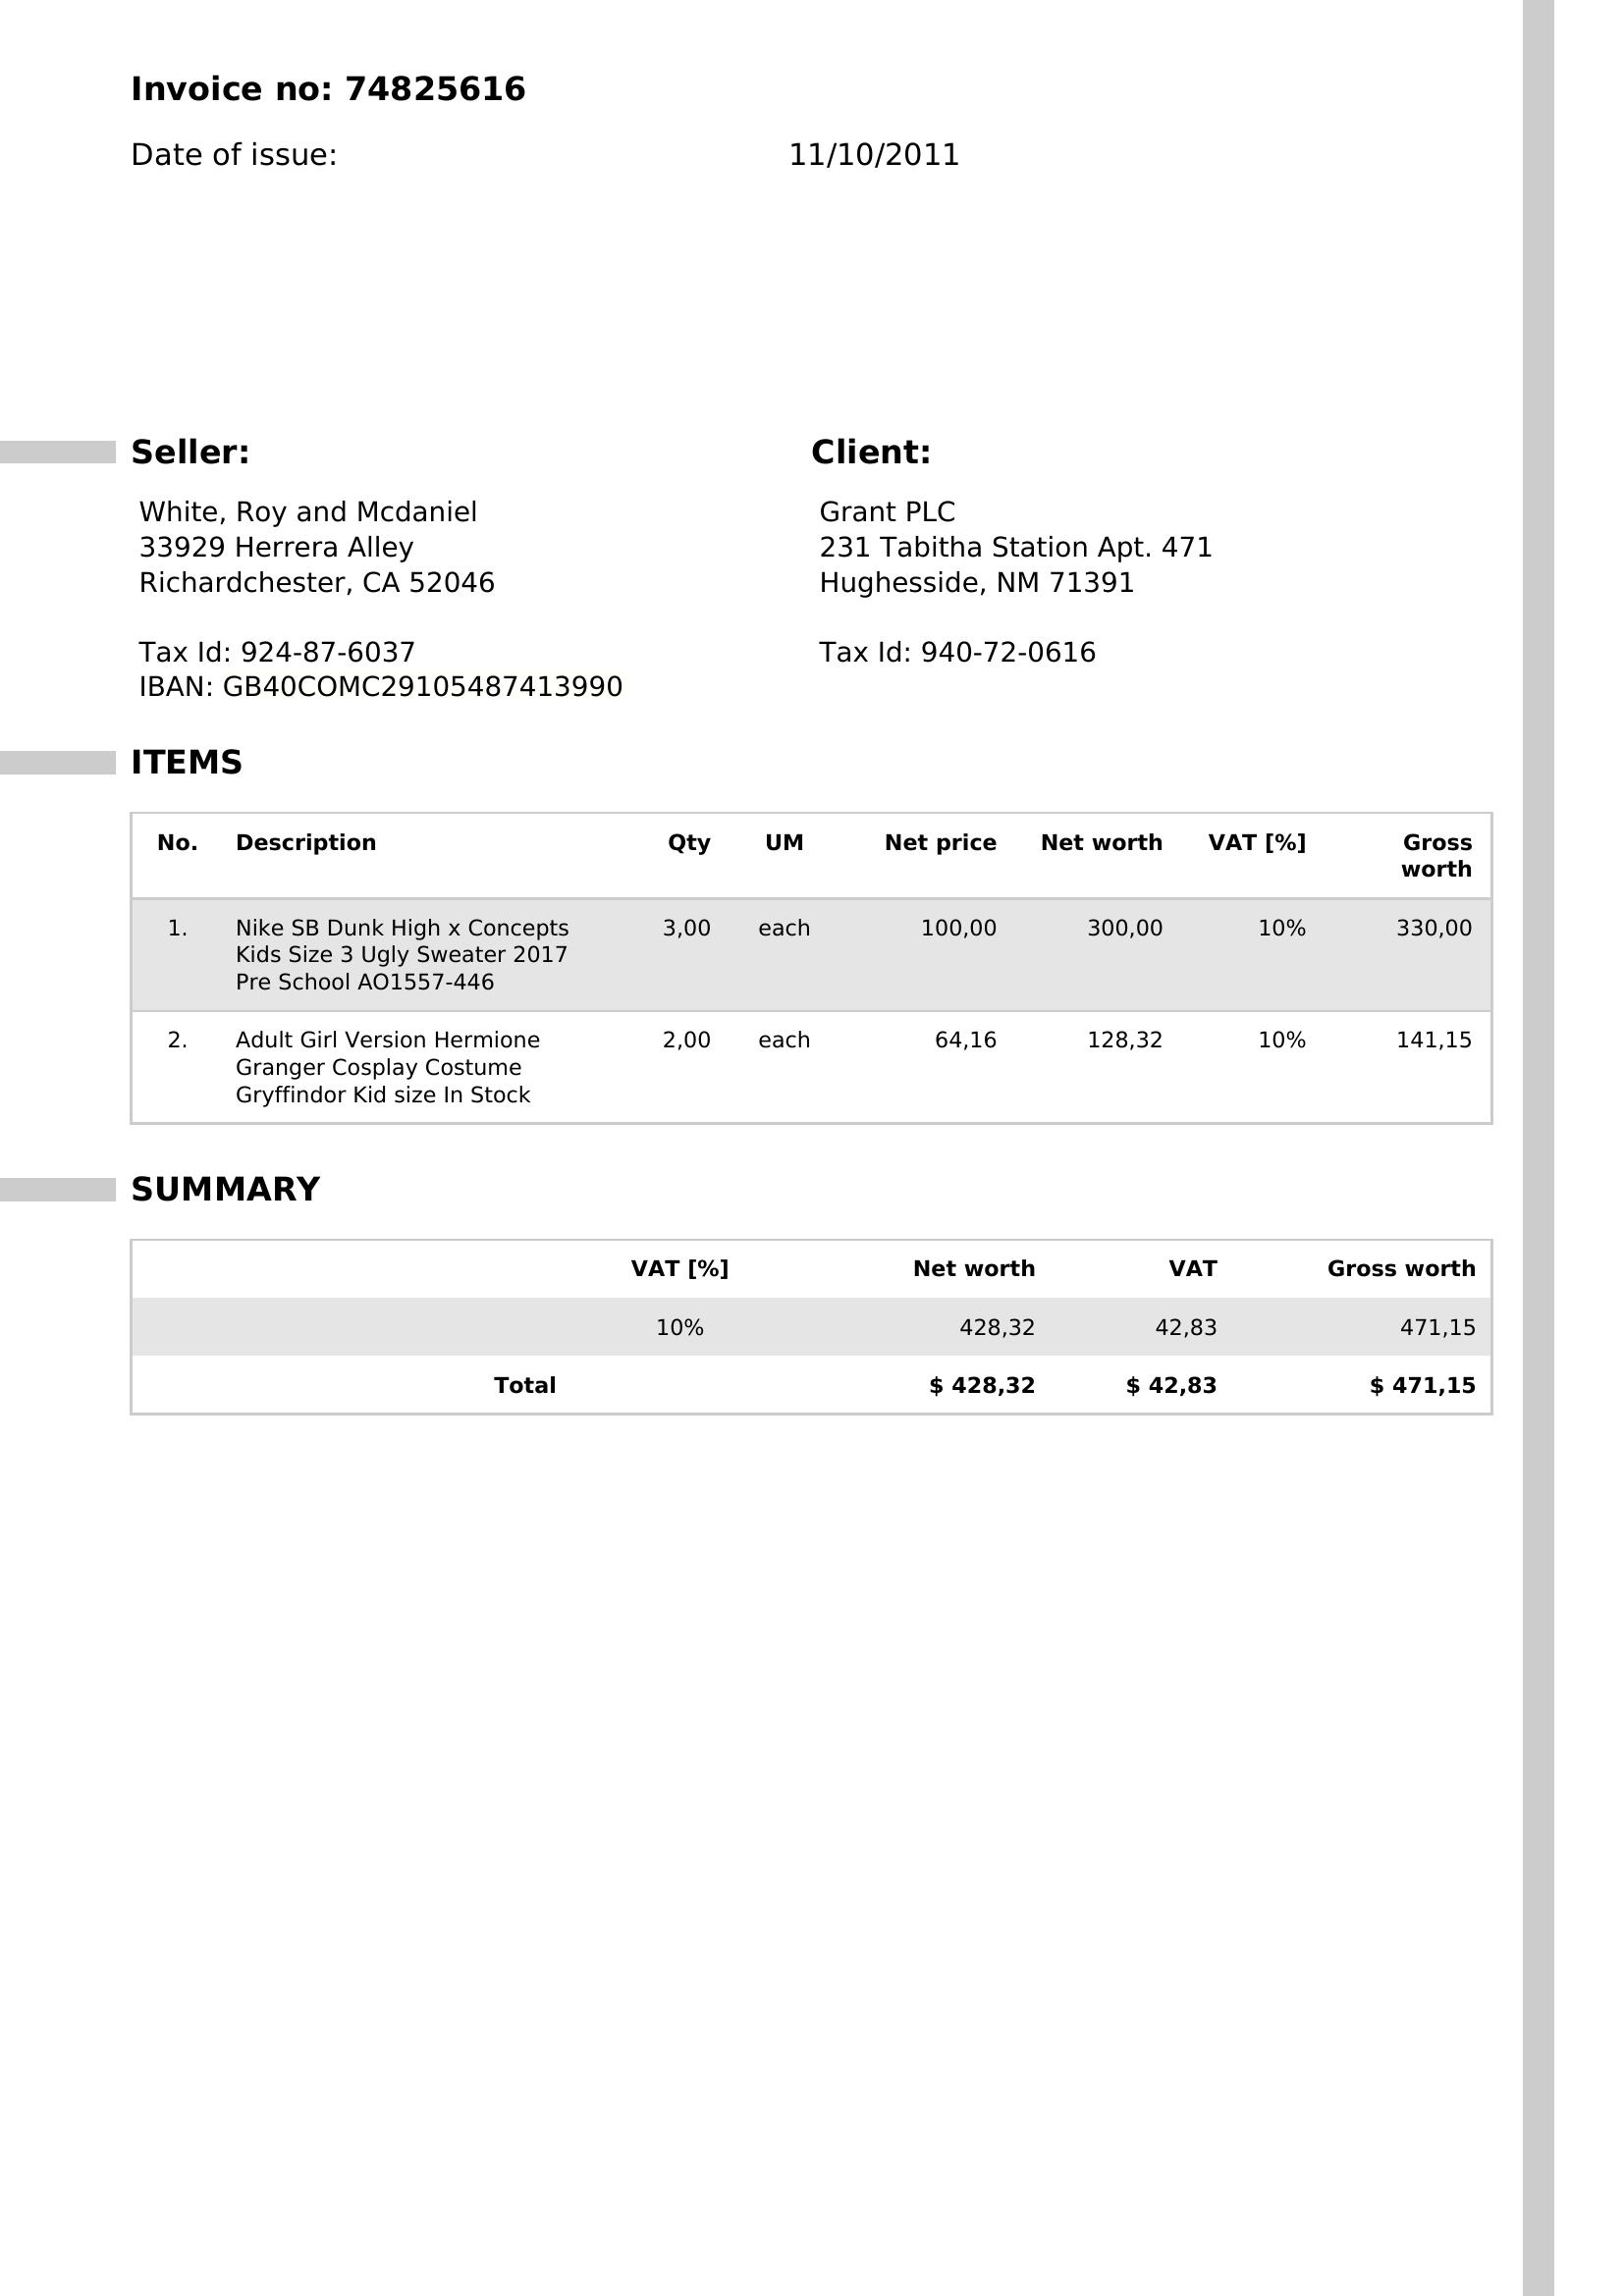 Invoice no: 74825616
Date of issue: 11/10/2011
Seller:
White, Roy and Mcdaniel
33929 Herrera Alley
Richardchester, CA 52046
Tax Id: 924-87-6037
IBAN: GB40COMC29105487413990
Client:
Grant PLC
231 Tabitha Station Apt. 471
Hughesside, NM 71391
Tax Id: 940-72-0616
ITEMS
No. Description Qty UM Net price Net worth VAT [%] Gross
worth
1. Nike SB Dunk High x Concepts 3,00 each 100,00 300,00 10% 330,00
Kids Size 3 Ugly Sweater 2017
Pre School AO1557-446
2. Adult Girl Version Hermione 2,00 each 64,16 128,32 10% 141,15
Granger Cosplay Costume
Gryffindor Kid size In Stock
SUMMARY
VAT [%] Net worth VAT Gross worth
10% 428,32 42,83 471,15
Total $ 428,32 $ 42,83 $ 471,15